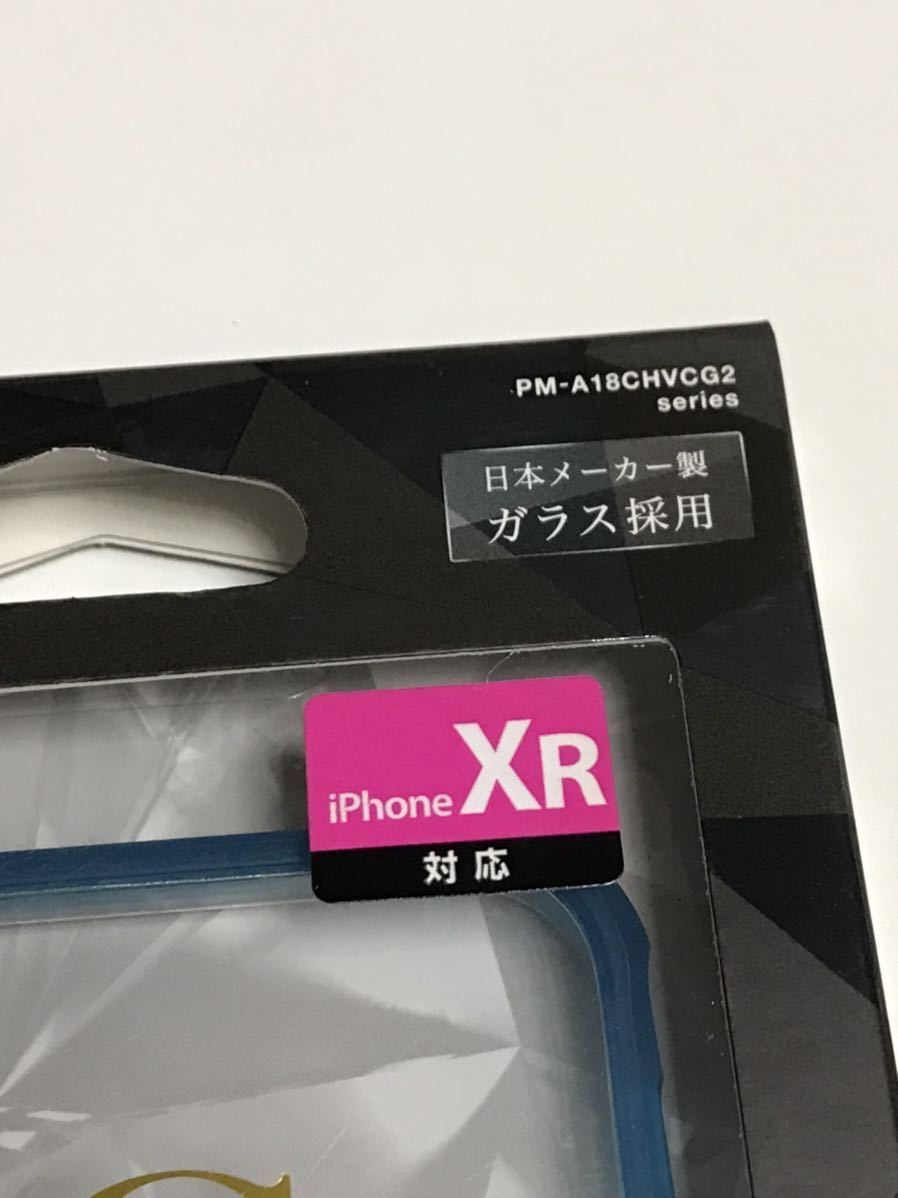 PM-A18CHVCG2
series
日本メーカー製
ガラス採用
iPhone XR
対応